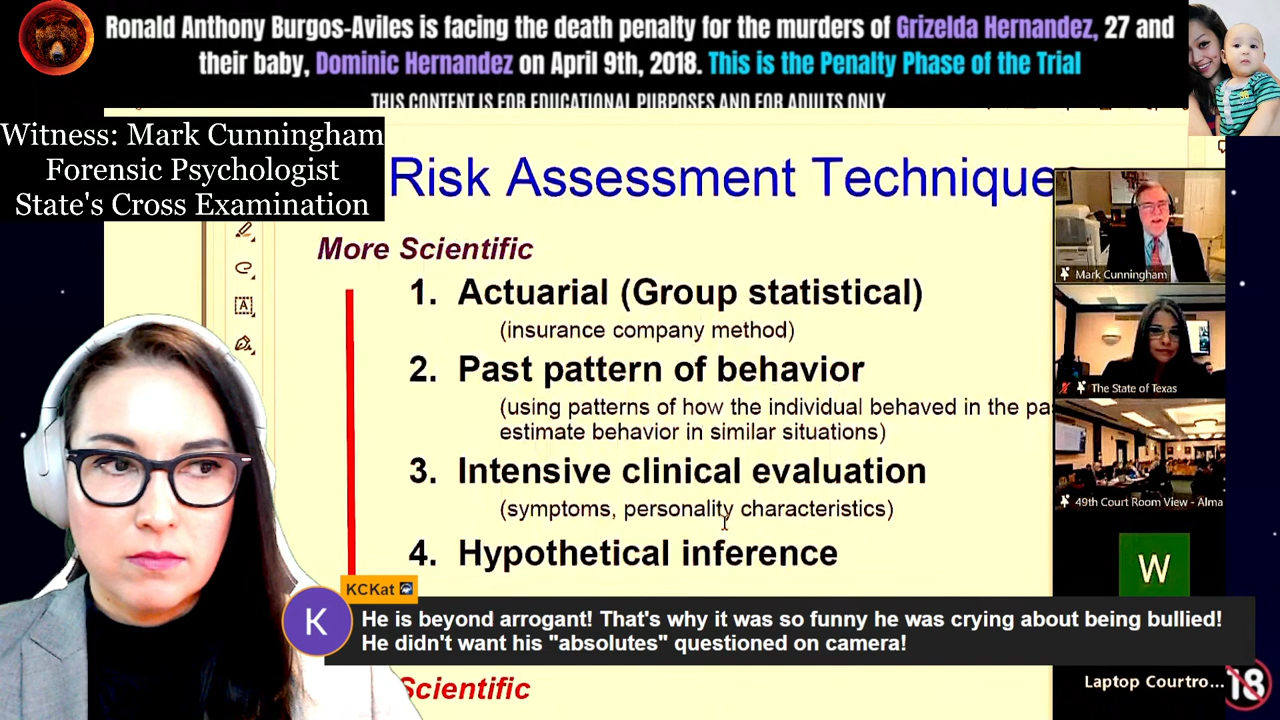 Ronald Anthony Burgos-Aviles is facing the death penalty for the murders of Grizelda Hernandez, 27 and
their baby, Dominic Hernandez on April 9th, 2018. This is the Penalty Phase of the Trial
THIS CONTENT IS FOR EDUCATIONAL PURPOSES AND FOR ADULTS ONLY
Witness: Mark Cunningham
Forensic Psychologist
State's Cross Examination
Risk Assessment Technique
More Scientific
1. Actuarial (Group statistical)
(insurance company method)
2. Past pattern of behavior
(using patterns of how the individual behaved in the pa
estimate behavior in similar situations)
3. Intensive clinical evaluation
(symptoms, personality characteristics)
4. Hypothetical inference
Scientific
Mark Cunningham
The State of Texas
49th Court Room View - Alma
W
Laptop Courtro...
18
KCKat
K
He is beyond arrogant! That's why it was so funny he was crying about being bullied!
He didn't want his "absolutes" questioned on camera!